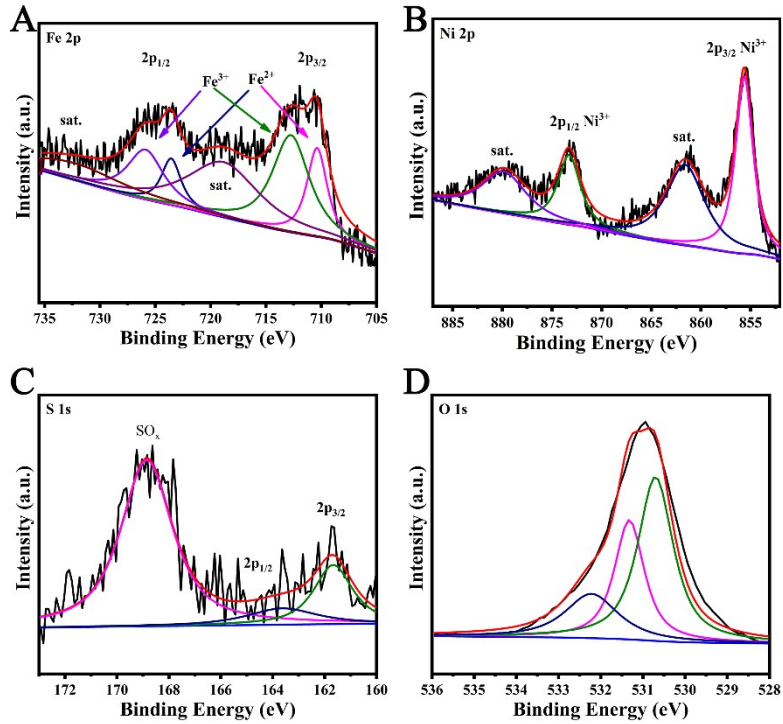 A
Fe 2p
2p1/2
2p3/2
Fe3+
Fe2+
sat.
sat.
Intensity (a.u.)
735 730 725 720 715 710 705
Binding Energy (eV)
B
Ni 2p
2p3/2 Ni3+
2p1/2 Ni3+
sat.
sat.
Intensity (a.u.)
885 880 875 870 865 860 855
Binding Energy (eV)
C
S 1s
SOx
2p3/2
2p1/2
Intensity (a.u.)
172 170 168 166 164 162 160
Binding Energy (eV)
D
O 1s
Intensity (a.u.)
536 535 534 533 532 531 530 529 528
Binding Energy (eV)